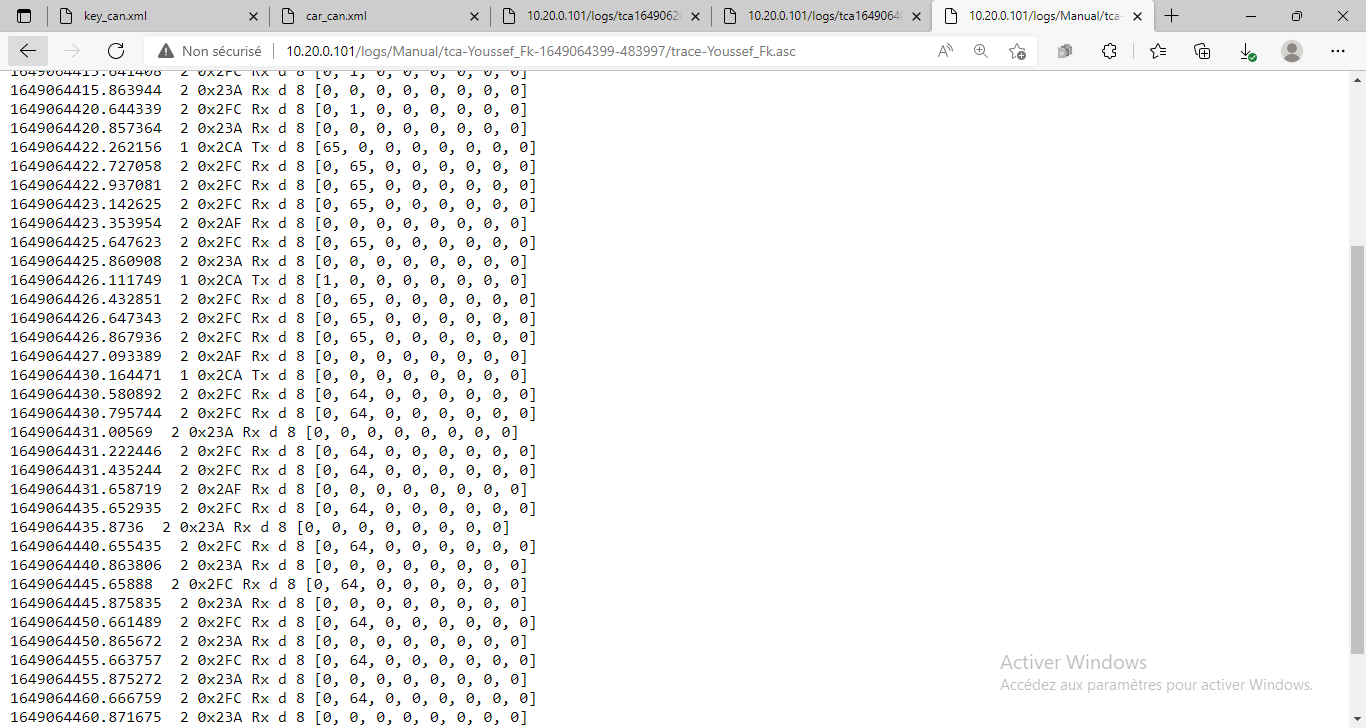 key_can.xml
car_can.xml
10.20.0.101/logs/tca16490620
10.20.0.101/logs/tca1649064
10.20.0.101/logs/Manual/tca-
Non sécurisé
10.20.0.101/logs/Manual/tca-Youssef_Fk-1649064399-483997/trace-Youssef_Fk.asc
1649064415.641408 2 0x2FC Rx d 8 [0, 1, 0, 0, 0, 0, 0, 0]
1649064415.863944 2 0x23A Rx d 8 [0, 0, 0, 0, 0, 0, 0, 0]
1649064420.644339 2 0x2FC Rx d 8 [0, 1, 0, 0, 0, 0, 0, 0]
1649064420.857364 2 0x23A Rx d 8 [0, 0, 0, 0, 0, 0, 0, 0]
1649064422.262156 1 0x2CA Tx d 8 [65, 0, 0, 0, 0, 0, 0, 0]
1649064422.727058 2 0x2FC Rx d 8 [0, 65, 0, 0, 0, 0, 0, 0]
1649064422.937081 2 0x2FC Rx d 8 [0, 65, 0, 0, 0, 0, 0, 0]
1649064423.142625 2 0x2FC Rx d 8 [0, 65, 0, 0, 0, 0, 0, 0]
1649064423.353954 2 0x2AF Rx d 8 [0, 0, 0, 0, 0, 0, 0, 0]
1649064425.647623 2 0x2FC Rx d 8 [0, 65, 0, 0, 0, 0, 0, 0]
1649064425.860908 2 0x23A Rx d 8 [0, 0, 0, 0, 0, 0, 0, 0]
1649064426.111749 1 0x2CA Tx d 8 [1, 0, 0, 0, 0, 0, 0, 0]
1649064426.432851 2 0x2FC Rx d 8 [0, 65, 0, 0, 0, 0, 0, 0]
1649064426.647343 2 0x2FC Rx d 8 [0, 65, 0, 0, 0, 0, 0, 0]
1649064426.867936 2 0x2FC Rx d 8 [0, 65, 0, 0, 0, 0, 0, 0]
1649064427.093389 2 0x2AF Rx d 8 [0, 0, 0, 0, 0, 0, 0, 0]
1649064430.164471 1 0x2CA Tx d 8 [0, 0, 0, 0, 0, 0, 0, 0]
1649064430.580892 2 0x2FC Rx d 8 [0, 64, 0, 0, 0, 0, 0, 0]
1649064430.795744 2 0x2FC Rx d 8 [0, 64, 0, 0, 0, 0, 0, 0]
1649064431.00569 2 0x23A Rx d 8 [0, 0, 0, 0, 0, 0, 0, 0]
1649064431.222446 2 0x2FC Rx d 8 [0, 64, 0, 0, 0, 0, 0, 0]
1649064431.435244 2 0x2FC Rx d 8 [0, 64, 0, 0, 0, 0, 0, 0]
1649064431.658719 2 0x2AF Rx d 8 [0, 0, 0, 0, 0, 0, 0, 0]
1649064435.652935 2 0x2FC Rx d 8 [0, 64, 0, 0, 0, 0, 0, 0]
1649064435.8736 2 0x23A Rx d 8 [0, 0, 0, 0, 0, 0, 0, 0]
1649064440.655435 2 0x2FC Rx d 8 [0, 64, 0, 0, 0, 0, 0, 0]
1649064440.863806 2 0x23A Rx d 8 [0, 0, 0, 0, 0, 0, 0, 0]
1649064445.65888 2 0x2FC Rx d 8 [0, 64, 0, 0, 0, 0, 0, 0]
1649064445.875835 2 0x23A Rx d 8 [0, 0, 0, 0, 0, 0, 0, 0]
1649064450.661489 2 0x2FC Rx d 8 [0, 64, 0, 0, 0, 0, 0, 0]
1649064450.865672 2 0x23A Rx d 8 [0, 0, 0, 0, 0, 0, 0, 0]
1649064455.663757 2 0x2FC Rx d 8 [0, 64, 0, 0, 0, 0, 0, 0]
1649064455.875272 2 0x23A Rx d 8 [0, 0, 0, 0, 0, 0, 0, 0]
1649064460.666759 2 0x2FC Rx d 8 [0, 64, 0, 0, 0, 0, 0, 0]
1649064460.871675 2 0x23A Rx d 8 [0, 0, 0, 0, 0, 0, 0, 0]
Activer Windows
Accédez aux paramètres pour activer Windows.